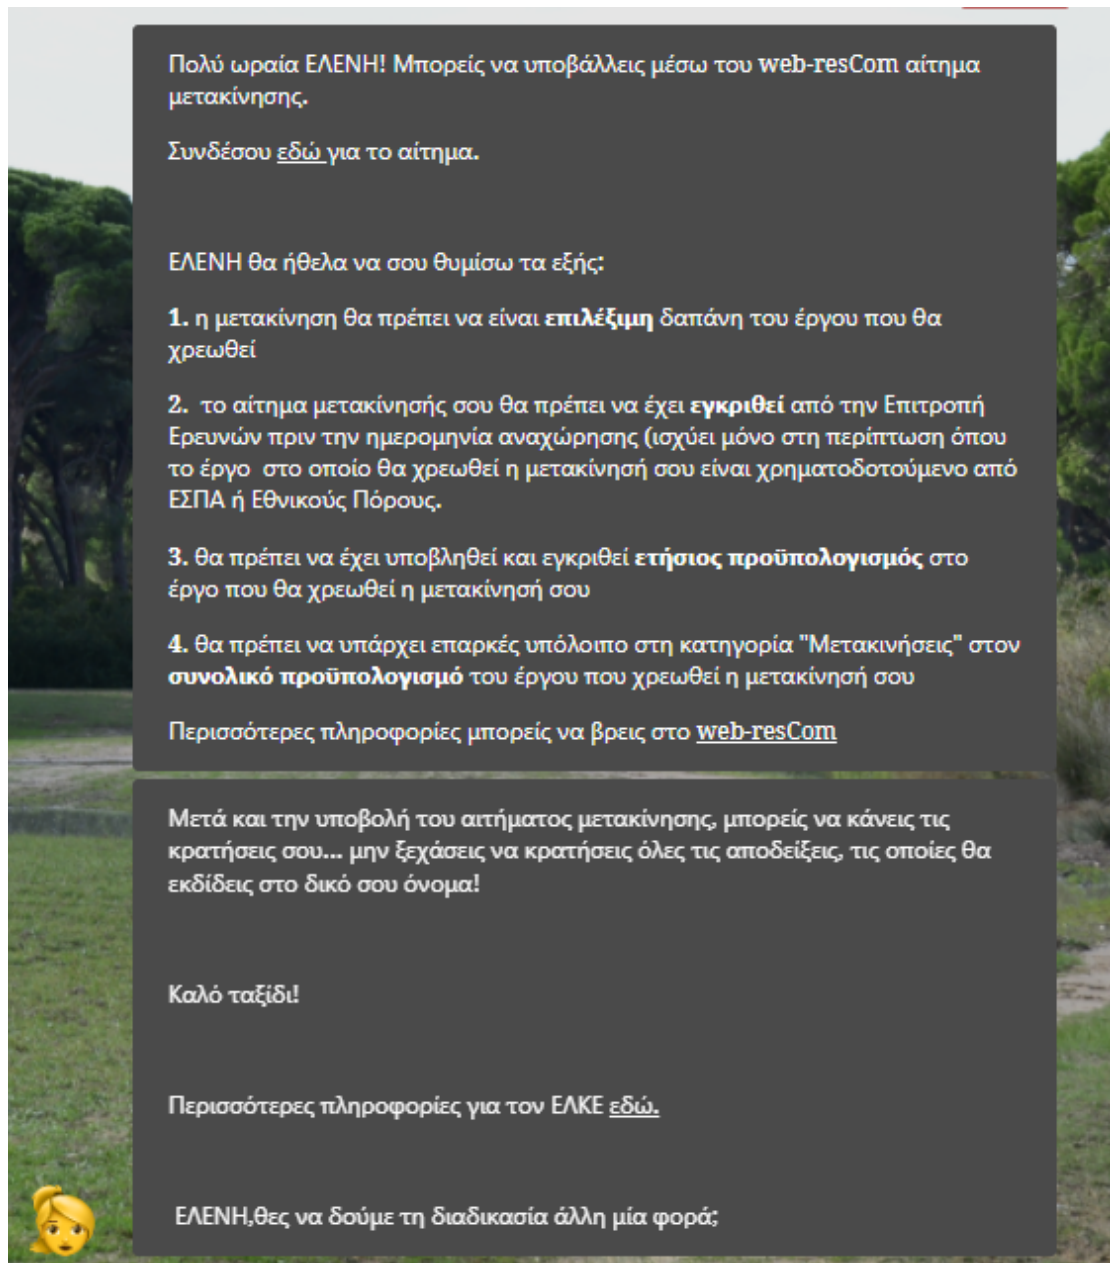 Πολύ ωραία ΕΛΕΝΗ! Μπορείς να υποβάλλεις μέσω του web-resCom αίτημα
μετακίνησης.
Συνδέσου εδώ για το αίτημα.
ΕΛΕΝΗ θα ήθελα να σου θυμίσω τα εξής:
1. η μετακίνηση θα πρέπει να είναι επιλέξιμη δαπάνη του έργου που θα
χρεωθεί
2. το αίτημα μετακίνησής σου θα πρέπει να έχει εγκριθεί από την Επιτροπή
Ερευνών πριν την ημερομηνία αναχώρησης (ισχύει μόνο στη περίπτωση όπου
το έργο στο οποίο θα χρεωθεί η μετακίνησή σου είναι χρηματοδοτούμενο από
ΕΣΠΑ ή Εθνικούς Πόρους.
3. θα πρέπει να έχει υποβληθεί και εγκριθεί ετήσιος προϋπολογισμός στο
έργο που θα χρεωθεί η μετακίνησή σου
4. θα πρέπει να υπάρχει επαρκές υπόλοιπο στη κατηγορία "Μετακινήσεις" στον
συνολικό προϋπολογισμό του έργου που χρεωθεί η μετακίνησή σου
Περισσότερες πληροφορίες μπορείς να βρεις στο web-resCom
Μετά και την υποβολή του αιτήματος μετακίνησης, μπορείς να κάνεις τις
κρατήσεις σου... μην ξεχάσεις να κρατήσεις όλες τις αποδείξεις, τις οποίες θα
εκδίδεις στο δικό σου όνομα!
Καλό ταξίδι!
Περισσότερες πληροφορίες για τον ΕΛΚΕ εδώ.
ΕΛΕΝΗ,θες να δούμε τη διαδικασία άλλη μία φορά;